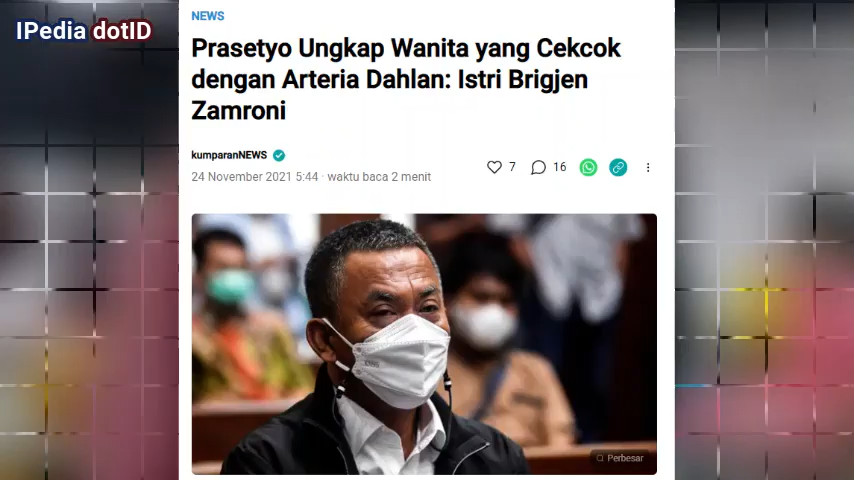 IPedia dotID
NEWS
Prasetyo Ungkap Wanita yang Cekcok
dengan Arteria Dahlan: Istri Brigjen
Zamroni
kumparanNEWS
7
16
24 November 2021 5:44 · waktu baca 2 menit
Perbesar